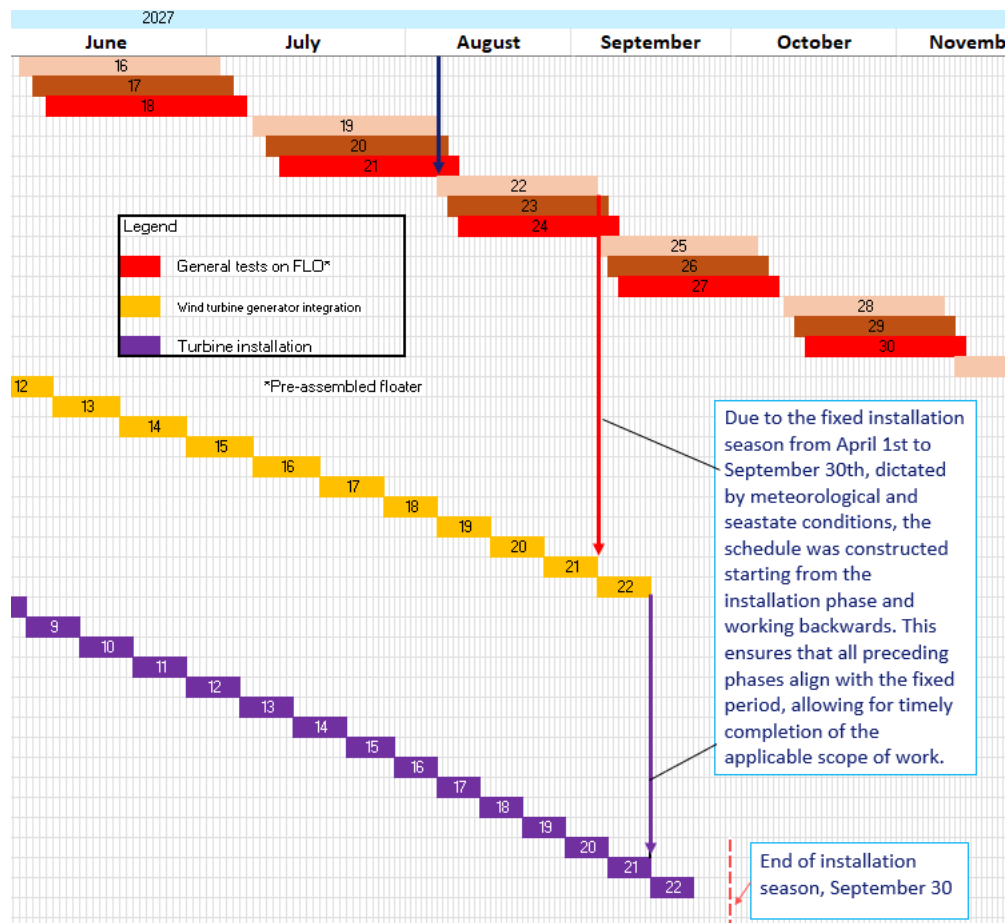 2027
June July August September October Novemb
16
17
18
19
20
21
22
23
24
25
26
27
28
29
30
Legend
General tests on FLO*
Wind turbine generator integration
Turbine installation
*Pre-assembled floater
12
13
14
15
16
17
18
19
20
21
22
Due to the fixed installation
season from April 1st to
September 30th, dictated
by meteorological and
seastate conditions, the
schedule was constructed
starting from the
installation phase and
working backwards. This
ensures that all preceding
phases align with the fixed
period, allowing for timely
completion of the
applicable scope of work.
9
10
11
12
13
14
15
16
17
18
19
20
21
22
End of installation
season, September 30